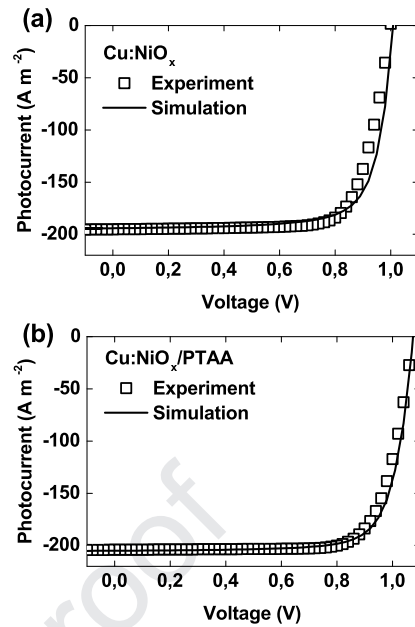 (a)
Cu:NiOx
Experiment
Simulation
Photocurrent (A m-2)
0
-50
-100
-150
-200
0,0 0,2 0,4 0,6 0,8 1,0
Voltage (V)
(b)
Cu:NiOx/PTAA
Experiment
Simulation
Photocurrent (A m-2)
0
-50
-100
-150
-200
0,0 0,2 0,4 0,6 0,8 1,0
Voltage (V)
roof